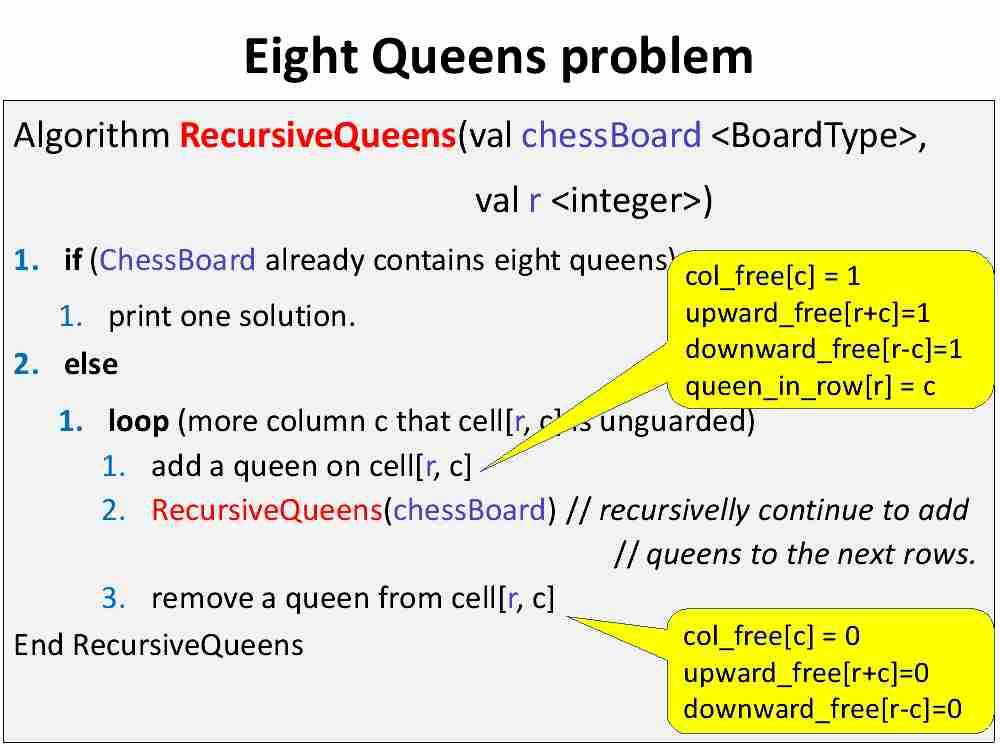 Eight Queens problem
Algorithm RecursiveQueens(val chessBoard <BoardType>,
val r <integer>)
1. if (ChessBoard already contains eight queens)
1. print one solution.
2. else
1. loop (more column c that cell[r, c] is unguarded)
1. add a queen on cell[r, c]
2. RecursiveQueens(chessBoard) // recursivelly continue to add
// queens to the next rows.
3. remove a queen from cell[r, c]
End RecursiveQueens
col_free[c] = 1
upward_free[r+c]=1
downward_free[r-c]=1
queen_in_row[r] = c
col_free[c] = 0
upward_free[r+c]=0
downward_free[r-c]=0